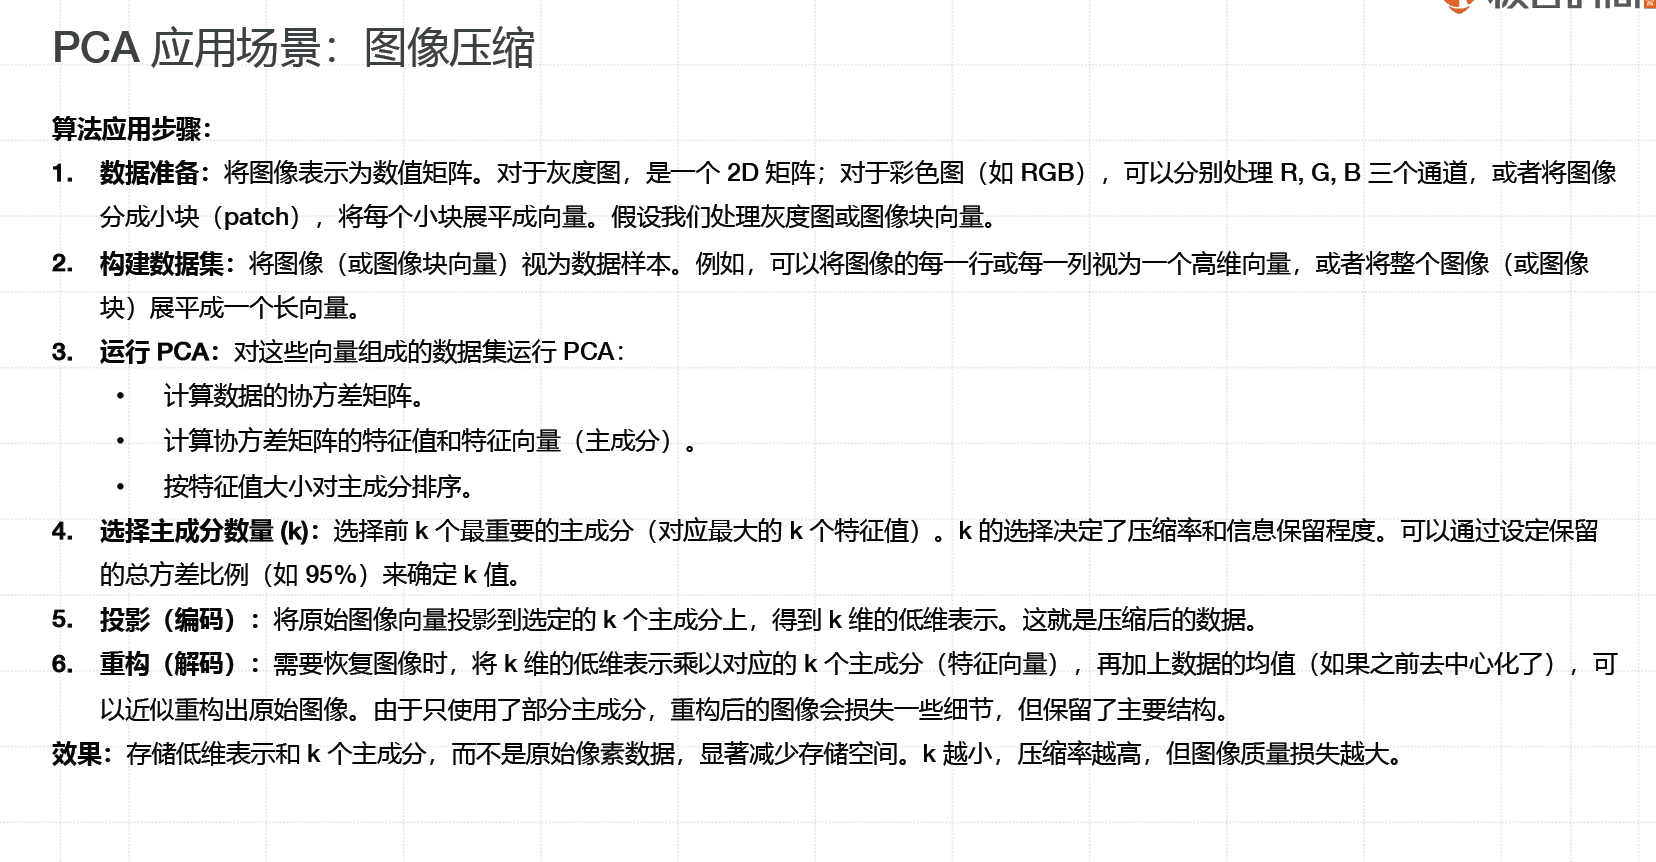 PCA 应用场景：图像压缩
算法应用步骤：
1. 数据准备：将图像表示为数值矩阵。对于灰度图，是一个 2D 矩阵；对于彩色图（如 RGB），可以分别处理 R, G, B 三个通道，或者将图像
分成小块（patch），将每个小块展平成向量。假设我们处理灰度图或图像块向量。
2. 构建数据集：将图像（或图像块向量）视为数据样本。例如，可以将图像的每一行或每一列视为一个高维向量，或者将整个图像（或图像
块）展平成一个长向量。
3. 运行 PCA：对这些向量组成的数据集运行 PCA：
• 计算数据的协方差矩阵。
• 计算协方差矩阵的特征值和特征向量（主成分）。
• 按特征值大小对主成分排序。
4. 选择主成分数量 (k)：选择前 k 个最重要的主成分（对应最大的 k 个特征值）。k 的选择决定了压缩率和信息保留程度。可以通过设定保留
的总方差比例（如 95%）来确定 k 值。
5. 投影（编码）：将原始图像向量投影到选定的 k 个主成分上，得到 k 维的低维表示。这就是压缩后的数据。
6. 重构（解码）：需要恢复图像时，将 k 维的低维表示乘以对应的 k 个主成分（特征向量），再加上数据的均值（如果之前去中心化了），可
以近似重构出原始图像。由于只使用了部分主成分，重构后的图像会损失一些细节，但保留了主要结构。
效果：存储低维表示和 k 个主成分，而不是原始像素数据，显著减少存储空间。k 越小，压缩率越高，但图像质量损失越大。